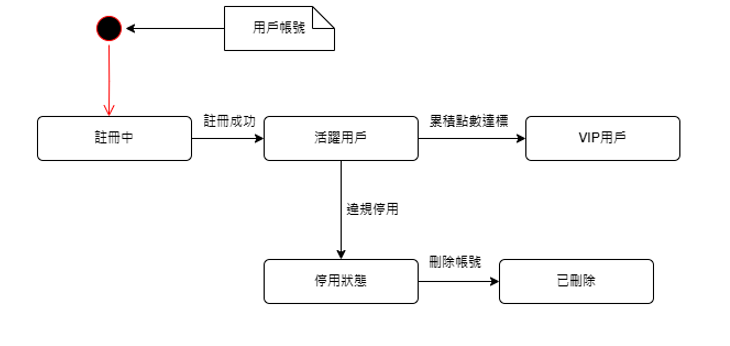 用戶帳號
註冊中
註冊成功
活躍用戶
累積點數達標
VIP用戶
違規停用
停用狀態
刪除帳號
已刪除